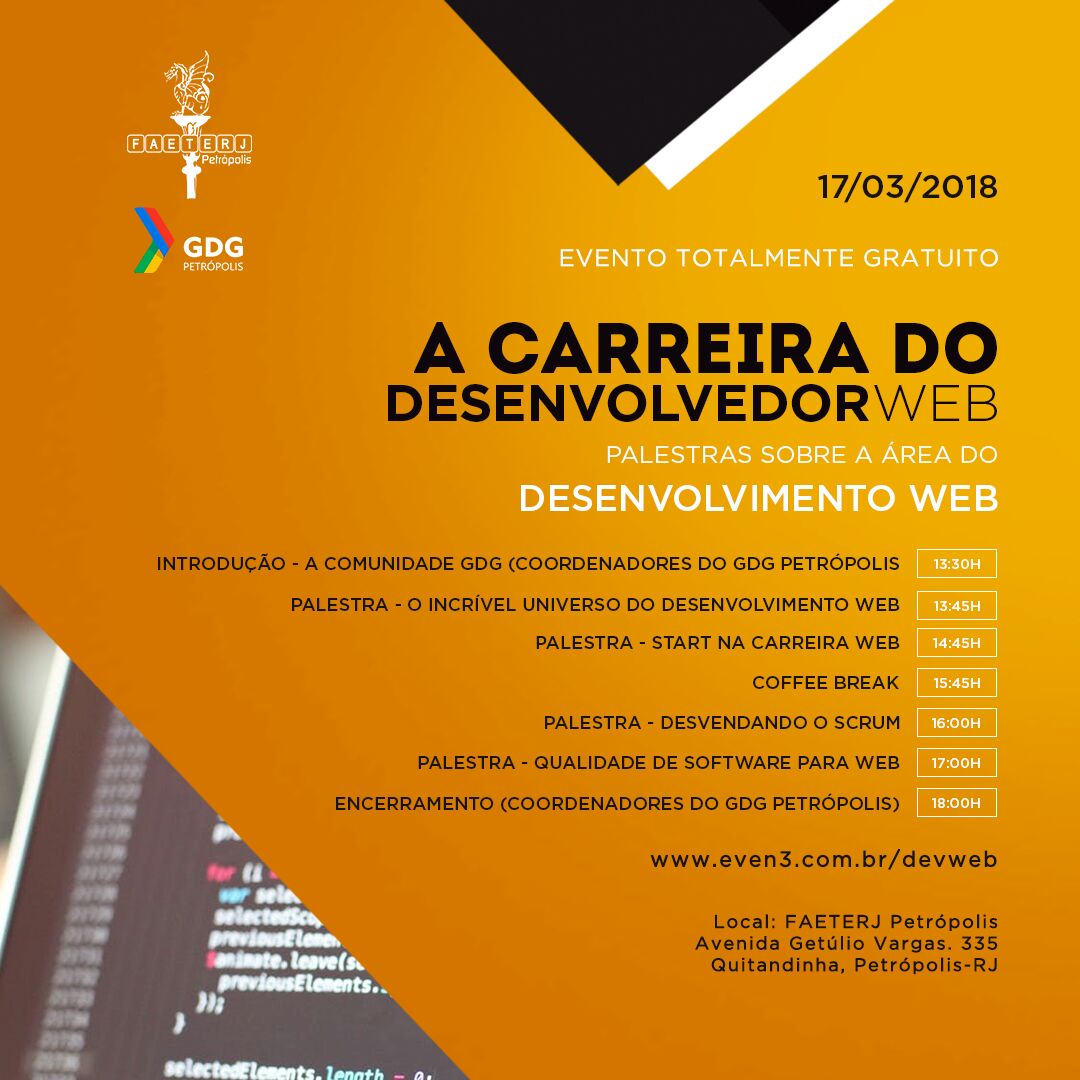 FAETERJ
Petrópolis
GDG
PETRÓPOLIS
17/03/2018
EVENTO TOTALMENTE GRATUITO
A CARREIRA DO
DESENVOLVEDORWEB
PALESTRAS SOBRE A ÁREA DO
DESENVOLVIMENTO WEB
INTRODUÇÃO - A COMUNIDADE GDG (COORDENADORES DO GDG PETRÓPOLIS 13:30H
PALESTRA - O INCRÍVEL UNIVERSO DO DESENVOLVIMENTO WEB 13:45H
PALESTRA - START NA CARREIRA WEB 14:45H
COFFEE BREAK 15:45H
PALESTRA - DESVENDANDO O SCRUM 16:00H
PALESTRA - QUALIDADE DE SOFTWARE PARA WEB 17:00H
ENCERRAMENTO (COORDENADORES DO GDG PETRÓPOLIS) 18:00H
www.even3.com.br/devweb
Local: FAETERJ Petrópolis
Avenida Getúlio Vargas. 335
Quitandinha, Petrópolis-RJ
for (i
var
previousElemen
previousElements.
});
}
selectedElements.length = 0;